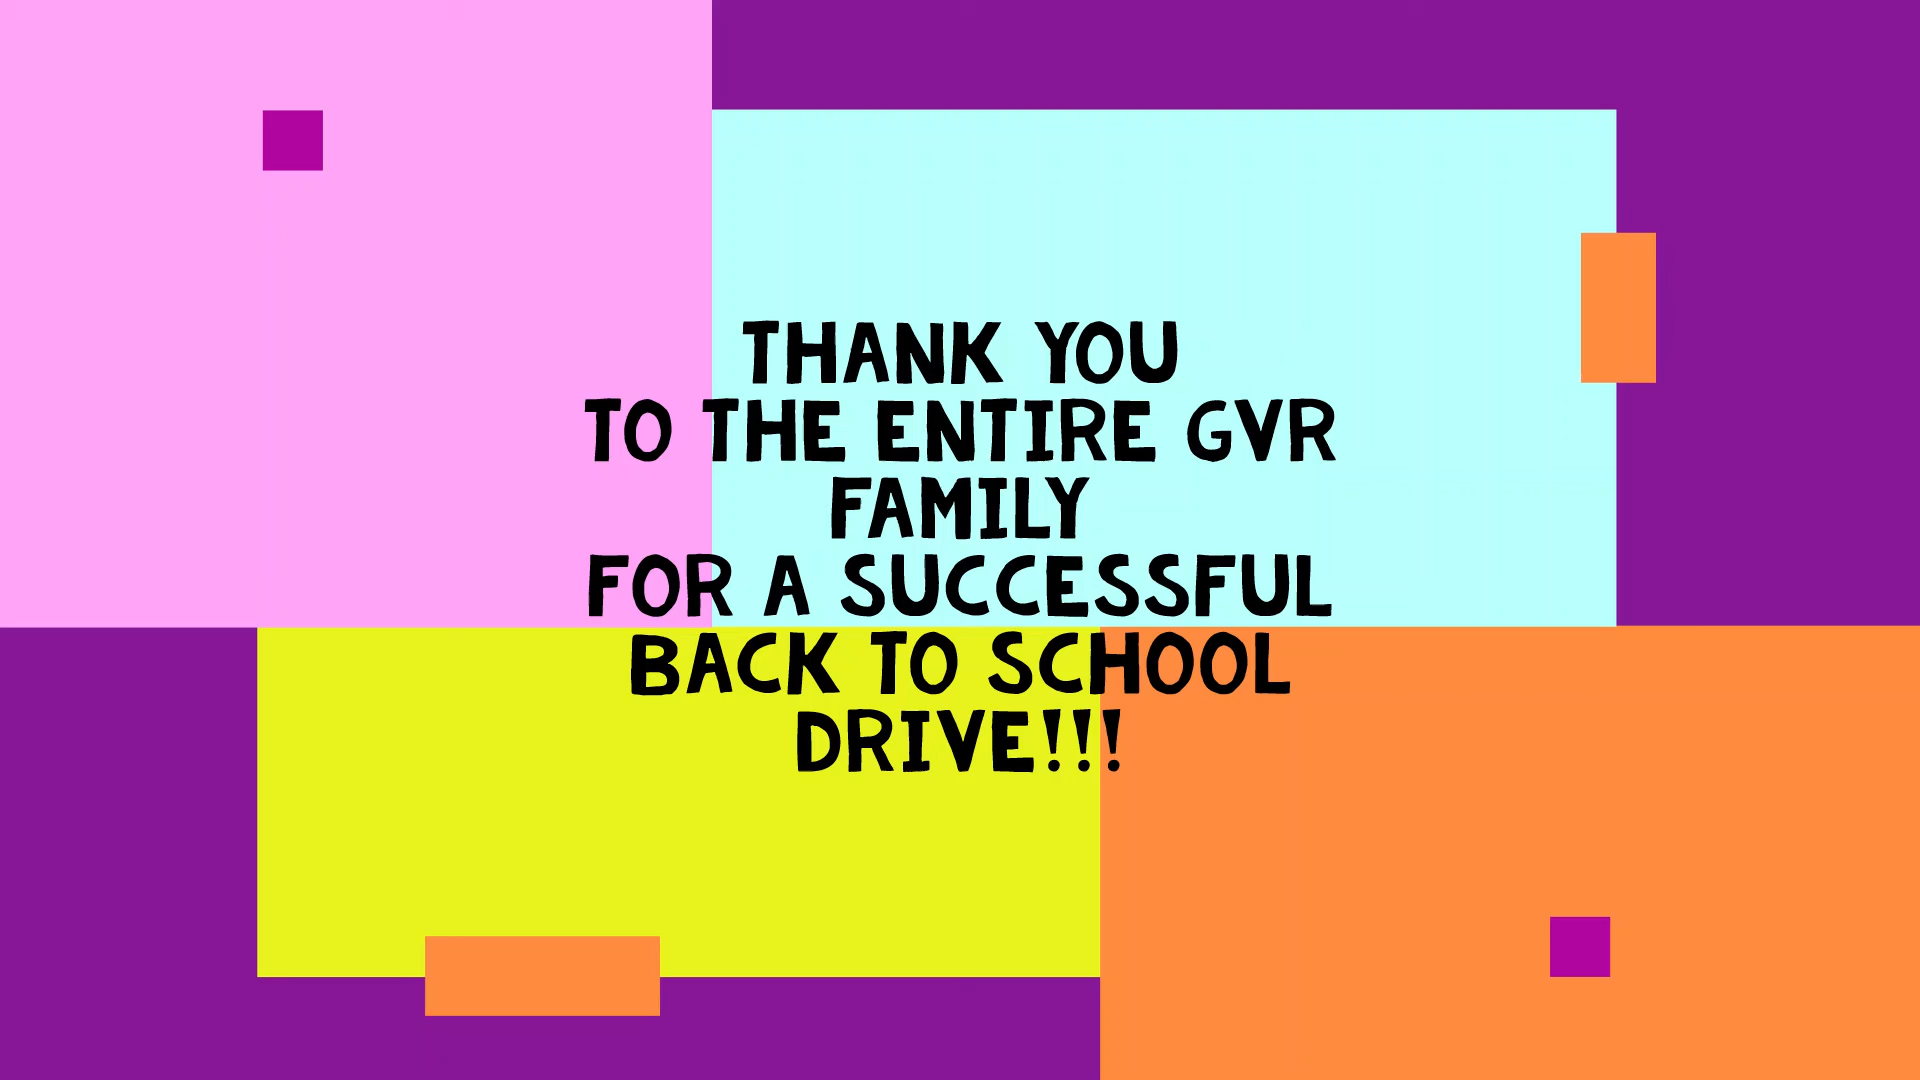 THANK YOU
TO THE ENTIRE GVR
FAMILY
FOR A SUCCESSFUL
BACK TO SCHOOL
DRIVE!!!